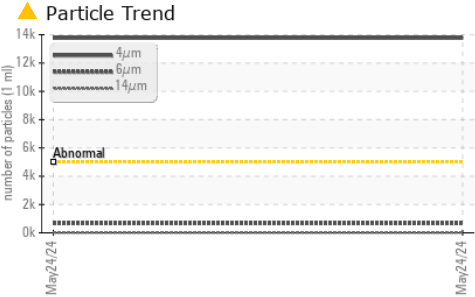 Particle Trend
14k
12k
10k
8k
6k
4k
2k
0k
number of particles (1 ml)
4µm
6µm
14µm
Abnormal
May24/24
May24/24